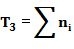 T₃ = ∑ nᵢ